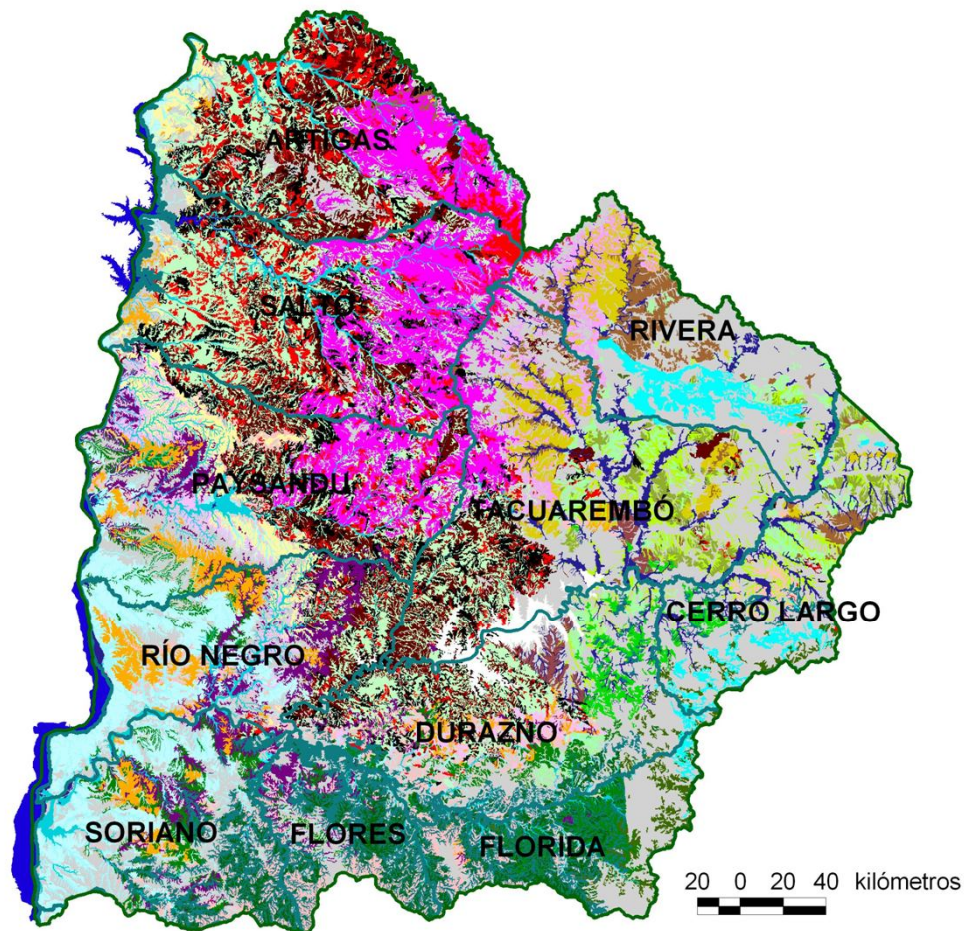 ARTIGAS
SALTO
RIVERA
PAYSANDU
TACUAREMBÓ
CERRO LARGO
RÍO NEGRO
DURAZNO
SORIANO
FLORES
FLORIDA
20 0 20 40 kilómetros